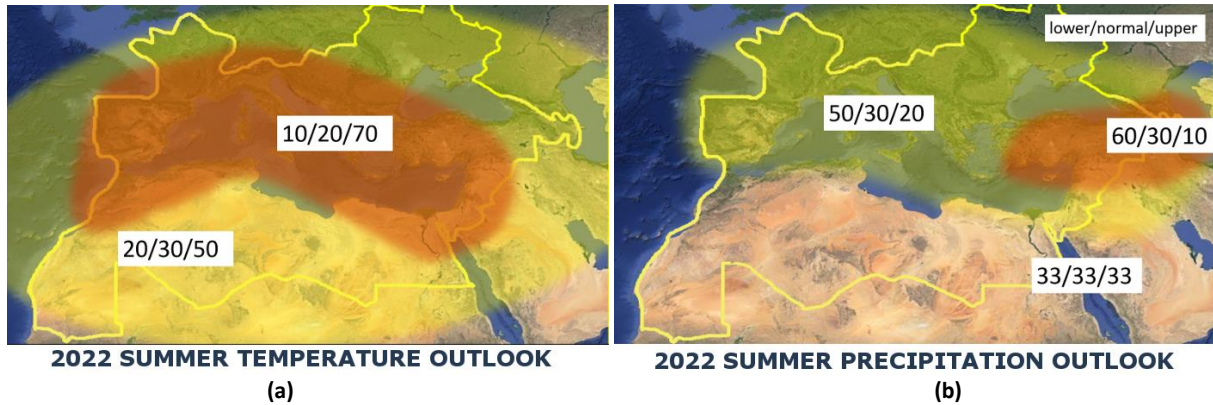 10/20/70
20/30/50
2022 SUMMER TEMPERATURE OUTLOOK
(a)
lower/normal/upper
50/30/20
60/30/10
33/33/33
2022 SUMMER PRECIPITATION OUTLOOK
(b)